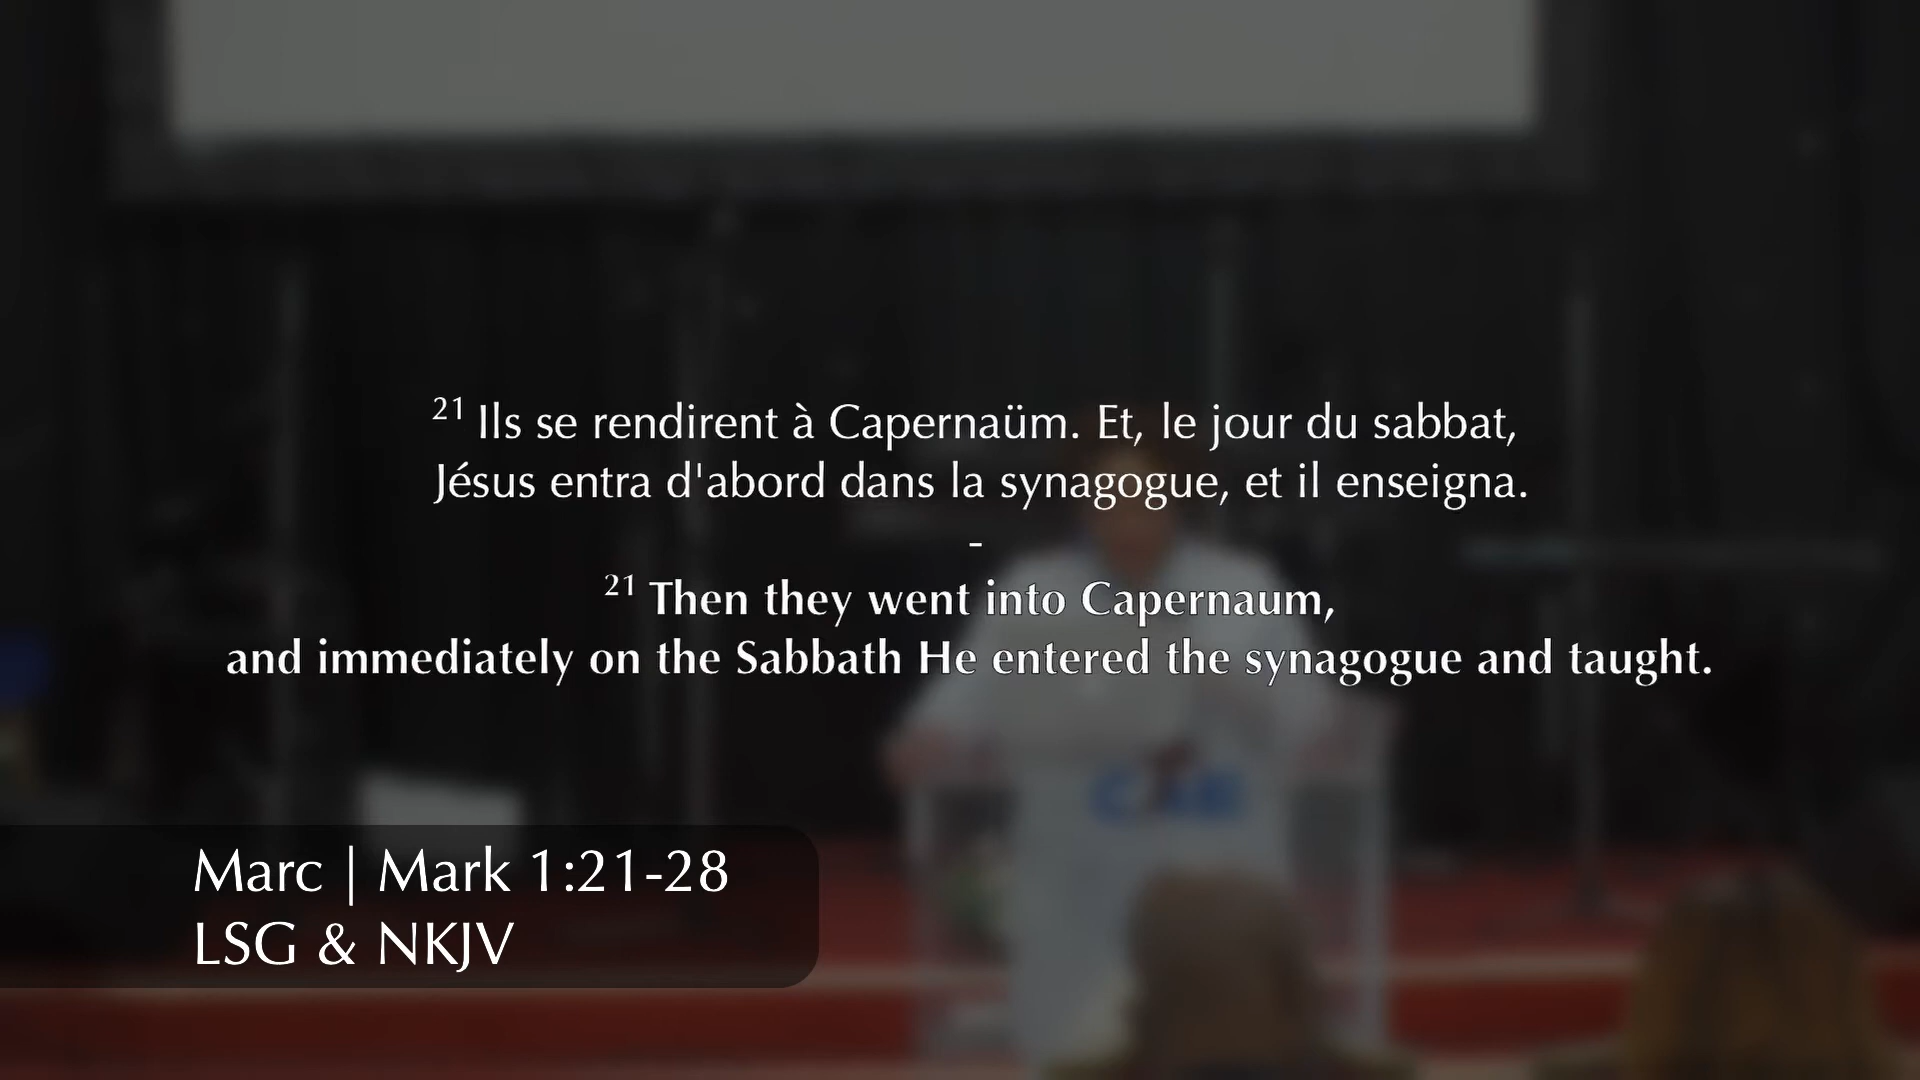 21 Ils se rendirent à Capernaüm. Et, le jour du sabbat,
Jésus entra d'abord dans la synagogue, et il enseigna.
-
21 Then they went into Capernaum,
and immediately on the Sabbath He entered the synagogue and taught.
Marc | Mark 1:21-28
LSG & NKJV